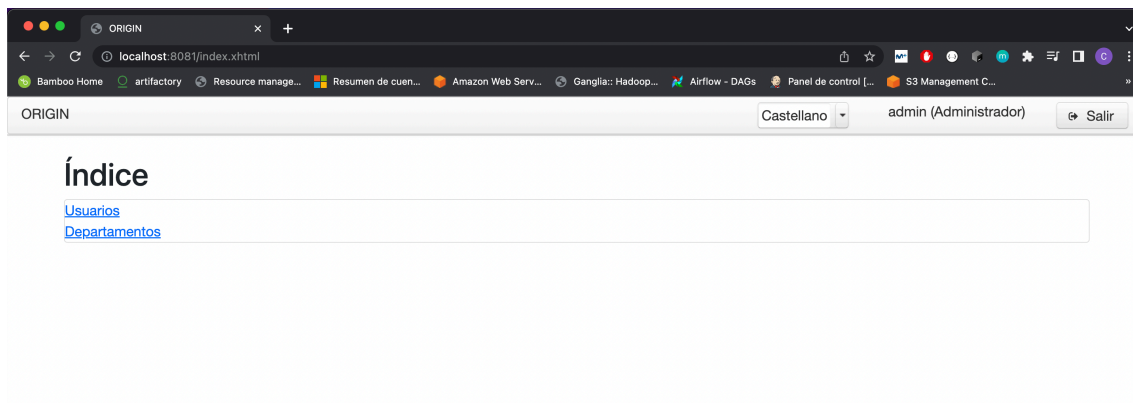 ORIGIN
localhost:8081/index.xhtml
Bamboo Home artifactory Resource manage... Resumen de cuen... Amazon Web Serv... Ganglia:: Hadoop... Airflow - DAGs Panel de control [... S3 Management C... »
ORIGIN Castellano admin (Administrador) Salir
Índice
Usuarios
Departamentos